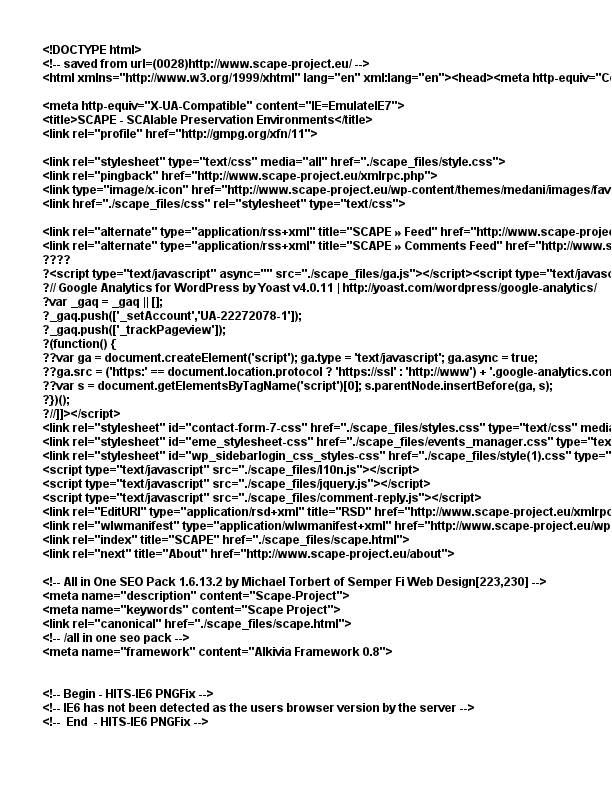 <!DOCTYPE html>
<!-- saved from url=(0028)http://www.scape-project.eu/ -->
<html xmlns="http://www.w3.org/1999/xhtml" lang="en" xml:lang="en"><head><meta http-equiv="Co
<meta http-equiv="X-UA-Compatible" content="IE=EmulateIE7">
<title>SCAPE - SCAlable Preservation Environments</title>
<link rel="profile" href="http://gmpg.org/xfn/11">
<link rel="stylesheet" type="text/css" media="all" href="./scape_files/style.css">
<link rel="pingback" href="http://www.scape-project.eu/xmlrpc.php">
<link type="image/x-icon" href="http://www.scape-project.eu/wp-content/themes/medani/images/fav
<link href="./scape_files/css" rel="stylesheet" type="text/css">
<link rel="alternate" type="application/rss+xml" title="SCAPE » Feed" href="http://www.scape-projec
<link rel="alternate" type="application/rss+xml" title="SCAPE » Comments Feed" href="http://www.s
????
?<script type="text/javascript" async="" src="./scape_files/ga.js"></script><script type="text/javasc
?// Google Analytics for WordPress by Yoast v4.0.11 | http://yoast.com/wordpress/google-analytics/
?var _gaq = _gaq || [];
?_gaq.push(['_setAccount','UA-22272078-1']);
?_gaq.push(['_trackPageview']);
?(function() {
??var ga = document.createElement('script'); ga.type = 'text/javascript'; ga.async = true;
??ga.src = ('https:' == document.location.protocol ? 'https://ssl' : 'http://www') + '.google-analytics.com
??var s = document.getElementsByTagName('script')[0]; s.parentNode.insertBefore(ga, s);
?})();
?//]]></script>
<link rel="stylesheet" id="contact-form-7-css" href="./scape_files/styles.css" type="text/css" media
<link rel="stylesheet" id="eme_stylesheet-css" href="./scape_files/events_manager.css" type="tex
<link rel="stylesheet" id="wp_sidebarlogin_css_styles-css" href="./scape_files/style(1).css" type="
<script type="text/javascript" src="./scape_files/l10n.js"></script>
<script type="text/javascript" src="./scape_files/jquery.js"></script>
<script type="text/javascript" src="./scape_files/comment-reply.js"></script>
<link rel="EditURI" type="application/rsd+xml" title="RSD" href="http://www.scape-project.eu/xmlrpc
<link rel="wlwmanifest" type="application/wlwmanifest+xml" href="http://www.scape-project.eu/wp
<link rel="index" title="SCAPE" href="./scape_files/scape.html">
<link rel="next" title="About" href="http://www.scape-project.eu/about">
<!-- All in One SEO Pack 1.6.13.2 by Michael Torbert of Semper Fi Web Design[223,230] -->
<meta name="description" content="Scape-Project">
<meta name="keywords" content="Scape Project">
<link rel="canonical" href="./scape_files/scape.html">
<!-- /all in one seo pack -->
<meta name="framework" content="Alkivia Framework 0.8">
<!-- Begin - HITS-IE6 PNGFix -->
<!-- IE6 has not been detected as the users browser version by the server -->
<!--  End  - HITS-IE6 PNGFix -->